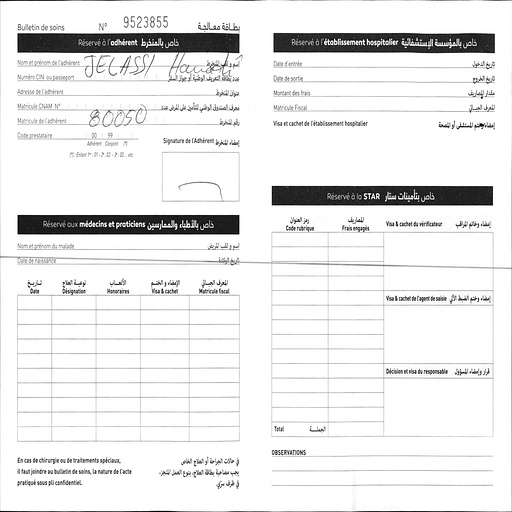 Bulletin de soins N° 9523855 بطاقة معالجة
Réservé à l'adhérent خاص بالمنخرط
Nom et prénom de l'adhérent JELASSI اسم و لقب المنخرط
Numéro CIN ou passeport عدد بطاقة التعريف الوطنية أو جواز السفر
Adresse de l'adhérent عنوان المنخرط
Matricule CNAM N° معرف الصندوق الوطني للتأمين على المرض عدد
Matricule de l'adhérent 80050 رقم المنخرط
Code prestataire 00 99
Adhérent Conjoint (*)
(*) : Enfant 1er : 01 - 2è : 02 - 3è : 03 ... etc
Signature de l'Adhérent إمضاء المنخرط
Réservé aux médecins et praticiens خاص بالأطباء والممارسين
Nom et prénom du malade اسم و لقب المريض
Date de naissance تاريخ الولادة
تاريخ نوعية العلاج الأتعاب الإمضاء و الختم المعرف الجبائي
Date Désignation Honoraires Visa & cachet Matricule fiscal
En cas de chirurgie ou de traitements spéciaux,
il faut joindre au bulletin de soins, la nature de l'acte
pratiqué sous pli confidentiel.
في حالات الجراحة أو العلاج الخاص
يجب مصاحبة بطاقة العلاج، بنوع العمل المنجز،
في ظرف سري.
Réservé à l'établissement hospitalier خاص بالمؤسسة الإستشفائية
Date d'entrée تاريخ الدخول
Date de sortie تاريخ الخروج
Montant des frais مقدار المصاريف
Matricule Fiscal المعرف الجبائي
Visa et cachet de l'établissement hospitalier إمضاء وختم المستشفى أو المصحة
Réservé à la STAR خاص بتأمينات ستار
رمز العنوان المصاريف
Code rubrique Frais engagés
Visa & cachet du vérificateur إمضاء وخاتم المراقب
Visa & cachet de l'agent de saisie إمضاء وختم الضبط الآلي
Décision et visa du responsable قرار وإمضاء المسؤول
Total الجملة
OBSERVATIONS